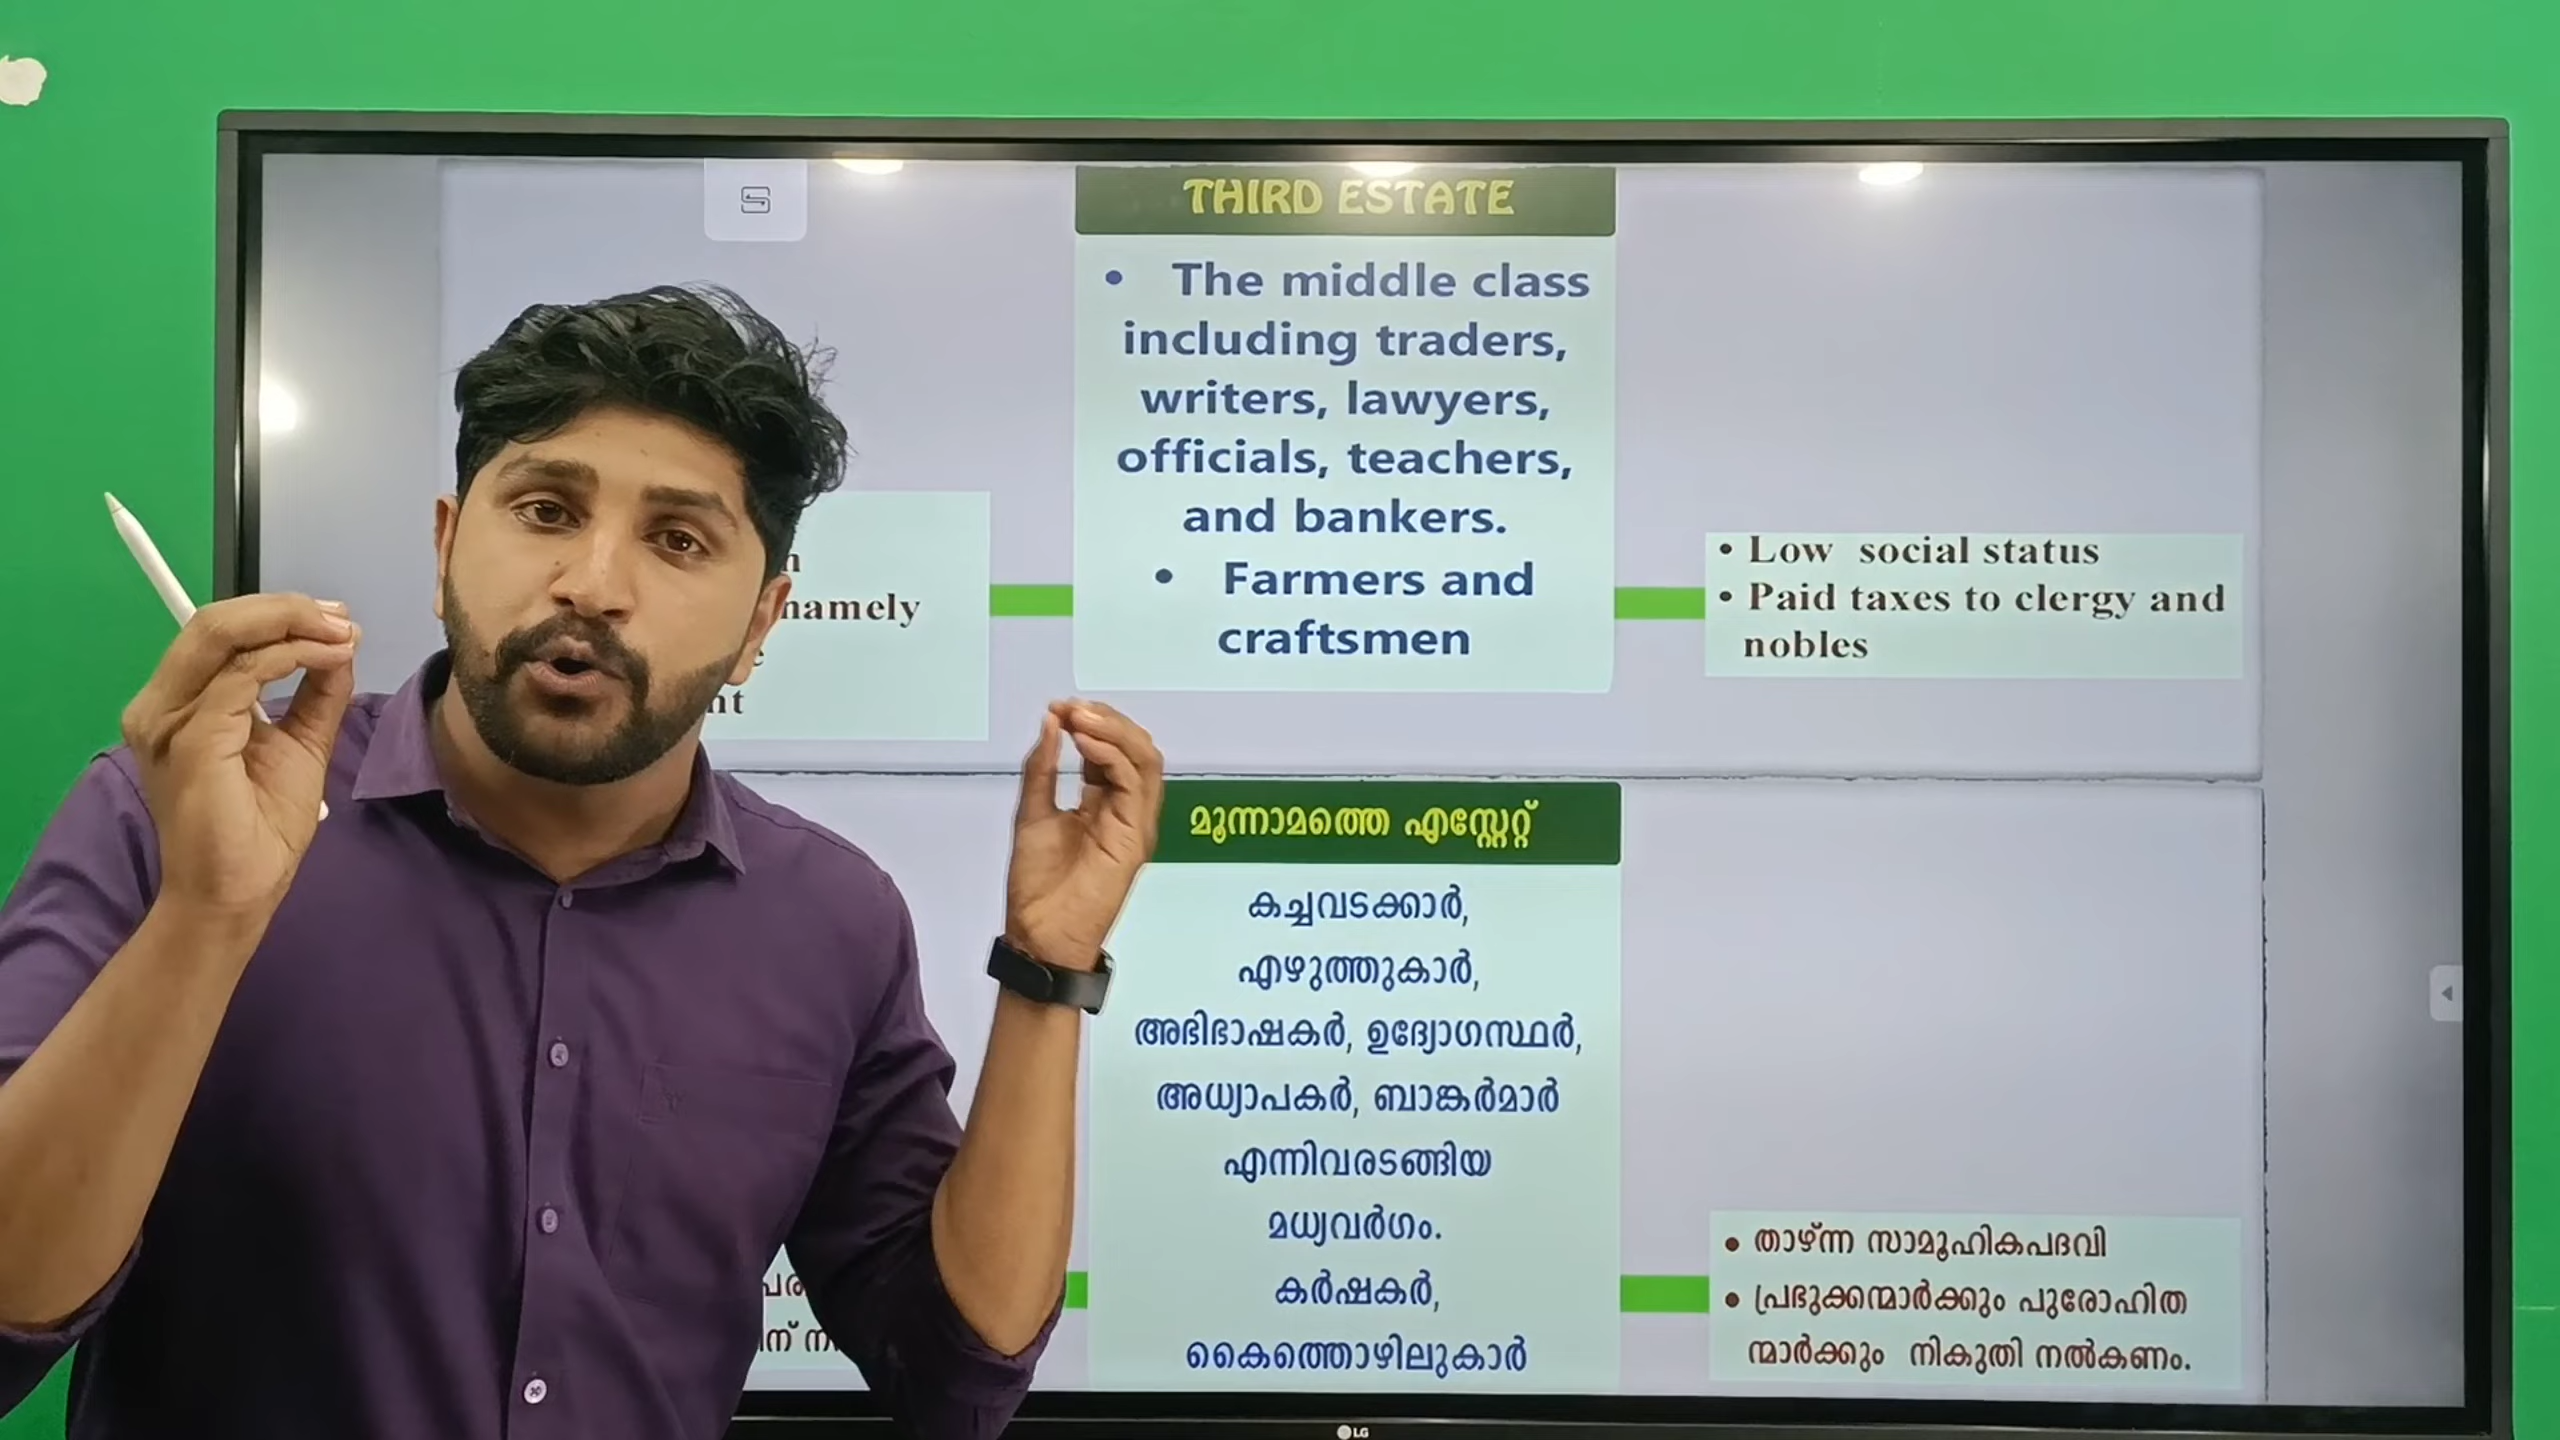 THIRD ESTATE
• The middle class
including traders,
writers, lawyers,
officials, teachers,
and bankers.
• Farmers and
craftsmen
namely
• Low social status
• Paid taxes to clergy and
nobles
മൂന്നാമത്തെ എസ്റ്റേറ്റ്
കച്ചവടക്കാർ,
എഴുത്തുകാർ,
അഭിഭാഷകർ, ഉദ്യോഗസ്ഥർ,
അധ്യാപകർ, ബാങ്കർമാർ
എന്നിവരടങ്ങിയ
മധ്യവർഗം.
കർഷകർ,
കൈത്തൊഴിലുകാർ
• താഴ്ന്ന സാമൂഹികപദവി
• പ്രഭുക്കന്മാർക്കും പുരോഹിത
ന്മാർക്കും നികുതി നൽകണം.
LG